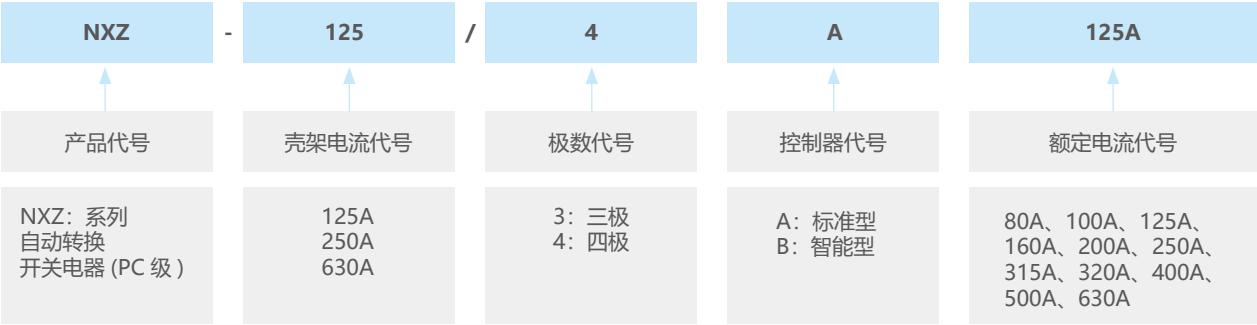 NXZ - 125 / 4 A 125A
产品代号 壳架电流代号 极数代号 控制器代号 额定电流代号
NXZ：系列
自动转换
开关电器 (PC 级 )
125A
250A
630A
3：三极
4：四极
A：标准型
B：智能型
80A、100A、125A、
160A、200A、250A、
315A、320A、400A、
500A、630A